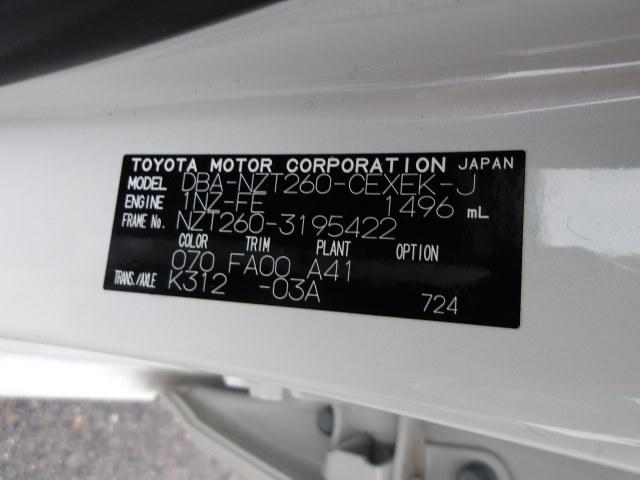 TOYOTA MOTOR CORPORATION JAPAN
MODEL DBA-NZT260-CEXEK-J
ENGINE 1NZ-FE 1496 mL
FRAME No. NZT260-3195422
COLOR TRIM PLANT OPTION
070 FA00 A41
TRANS./AXLE K312 -03A
724